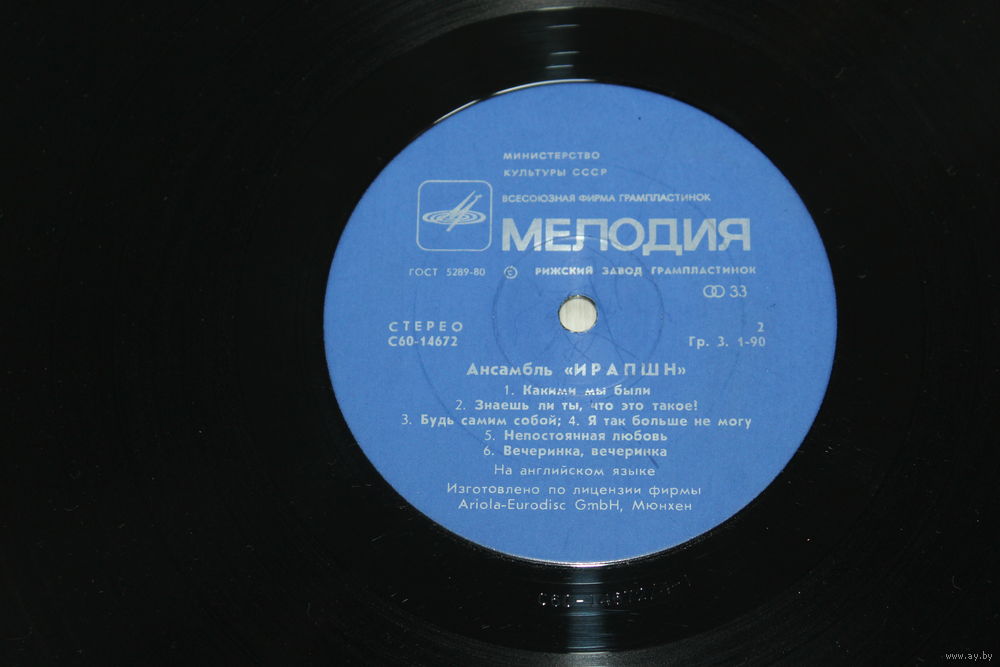 МИНИСТЕРСТВО
КУЛЬТУРЫ СССР
ВСЕСОЮЗНАЯ ФИРМА ГРАМПЛАСТИНОК
МЕЛОДИЯ
ГОСТ 5289-80 РИЖСКИЙ ЗАВОД ГРАМПЛАСТИНОК
33
СТЕРЕО 2
С60-14672 Гр. 3. 1-90
Ансамбль «ИРАПШН»
1. Какими мы были
2. Знаешь ли ты, что это такое!
3. Будь самим собой; 4. Я так больше не могу
5. Непостоянная любовь
6. Вечеринка, вечеринка
На английском языке
Изготовлено по лицензии фирмы
Ariola-Eurodisc GmbH, Мюнхен
www.ay.by